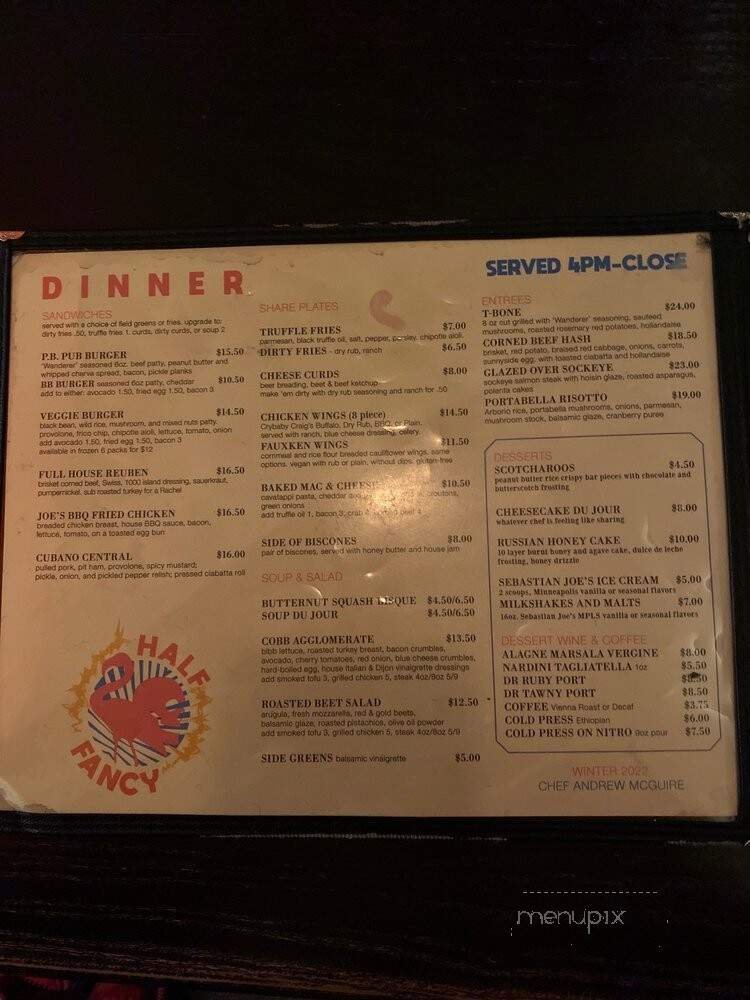 DINNER
SANDWICHES
served with a choice of field greens or fries. upgrade to:
dirty fries .50, truffle fries 1. curds, dirty curds, or soup 2
P.B. PUB BURGER $15.50
"Wanderer" seasoned 6oz. beef patty, peanut butter and
whipped cherva spread, bacon, pickle planks
BB BURGER seasoned 6oz patty, cheddar $10.50
add to either: avocado 1.50, fried egg 1.50, bacon 3
VEGGIE BURGER $14.50
black bean, wild rice, mushroom, and mixed nuts patty.
provolone, frico chip, chipotle aioli, lettuce, tomato, onion
add avocado 1.50, fried egg 1.50, bacon 3
available in frozen 6 packs for $12
FULL HOUSE REUBEN $16.50
brisket corned beef, Swiss, 1000 island dressing, sauerkraut,
pumpernickel. sub roasted turkey for a Rachel
JOE'S BBQ FRIED CHICKEN $16.50
breaded chicken breast, house BBQ sauce, bacon,
lettuce, tomato, on a toasted egg bun
CUBANO CENTRAL $16.00
pulled pork, pit ham, provolone, spicy mustard;
pickle, onion, and pickled pepper relish; pressed ciabatta roll
HALF
FANCY
SHARE PLATES
TRUFFLE FRIES $7.00
parmesan, black truffle oil, salt, pepper, parsley, chipotle aioli,
DIRTY FRIES - dry rub, ranch $6.50
CHEESE CURDS $8.00
beer breading, beet & beet ketchup
make 'em dirty with dry rub seasoning and ranch for .50
CHICKEN WINGS (8 piece) $14.50
Crybaby Craig's Buffalo, Dry Rub, BBQ, or Plain.
served with ranch, blue cheese dressing, celery.
FAUXKEN WINGS $11.50
cornmeal and rice flour breaded cauliflower wings, same
options. vegan with rub or plain, without dips. gluten-free
BAKED MAC & CHEESE $10.50
cavatappi pasta, cheddar croutons,
green onions
add truffle oil 1, bacon 3, crab 4, beef 4
SIDE OF BISCONES $8.00
pair of biscones, served with honey butter and house jam
SOUP & SALAD
BUTTERNUT SQUASH BISQUE $4.50/6.50
SOUP DU JOUR $4.50/6.50
COBB AGGLOMERATE $13.50
bibb lettuce, roasted turkey breast, bacon crumbles,
avocado, cherry tomatoes, red onion, blue cheese crumbles,
hard-boiled egg, house Italian & Dijon vinaigrette dressings
add smoked tofu 3, grilled chicken 5, steak 4oz/8oz 5/9
ROASTED BEET SALAD $12.50
arugula, fresh mozzarella, red & gold beets,
balsamic glaze, roasted pistachios, olive oil powder
add smoked tofu 3, grilled chicken 5, steak 4oz/8oz 5/9
SIDE GREENS balsamic vinaigrette $5.00
SERVED 4PM-CLOSE
ENTREES
T-BONE $24.00
8 oz cut grilled with 'Wanderer' seasoning, sauteed
mushrooms, roasted rosemary red potatoes, hollandaise
CORNED BEEF HASH $18.50
brisket, red potato, braised red cabbage, onions, carrots,
sunnyside egg, with toasted ciabatta and hollandaise
GLAZED OVER SOCKEYE $23.00
sockeye salmon steak with hoisin glaze, roasted asparagus,
polenta cakes
PORTABELLA RISOTTO $19.00
Arborio rice, portabella mushrooms, onions, parmesan,
mushroom stock, balsamic glaze, cranberry puree
DESSERTS
SCOTCHAROOS $4.50
peanut butter rice crispy bar pieces with chocolate and
butterscotch frosting
CHEESECAKE DU JOUR $8.00
whatever chef is feeling like sharing
RUSSIAN HONEY CAKE $10.00
10 layer burnt honey and agave cake, dulce de leche
frosting, honey drizzle
SEBASTIAN JOE'S ICE CREAM $5.00
2 scoops, Minneapolis vanilla or seasonal flavors
MILKSHAKES AND MALTS $7.00
16oz. Sebastian Joe's MPLS vanilla or seasonal flavors
DESSERT WINE & COFFEE
ALAGNE MARSALA VERGINE $8.00
NARDINI TAGLIATELLA 1oz $5.50
DR RUBY PORT $8.50
DR TAWNY PORT $8.50
COFFEE Vienna Roast or Decaf $3.75
COLD PRESS Ethiopian $6.00
COLD PRESS ON NITRO 9oz pour $7.50
WINTER 2022
CHEF ANDREW MCGUIRE
menupix